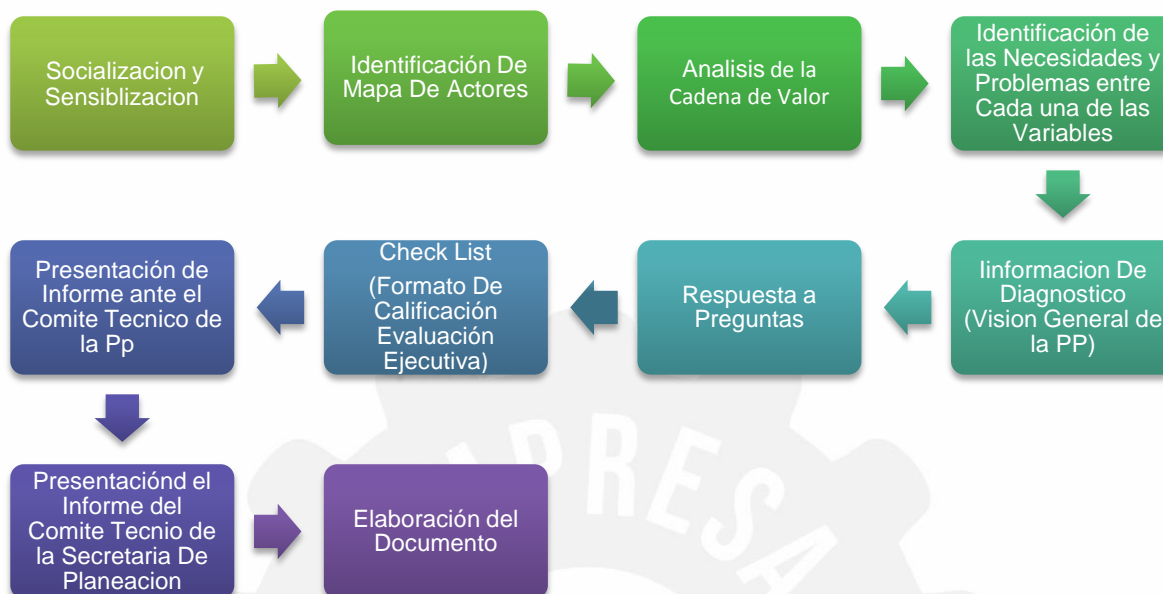 Socializacion y
Sensiblizacion
Identificación De
Mapa De Actores
Analisis de la
Cadena de Valor
Identificación de
las Necesidades y
Problemas entre
Cada una de las
Variables
Iinformacion De
Diagnostico
(Vision General de
la PP)
Respuesta a
Preguntas
Check List
(Formato De
Calificación
Evaluación
Ejecutiva)
Presentación de
Informe ante el
Comite Tecnico de
la Pp
Presentaciónd el
Informe del
Comite Tecnio de
la Secretaria De
Planeacion
Elaboración del
Documento